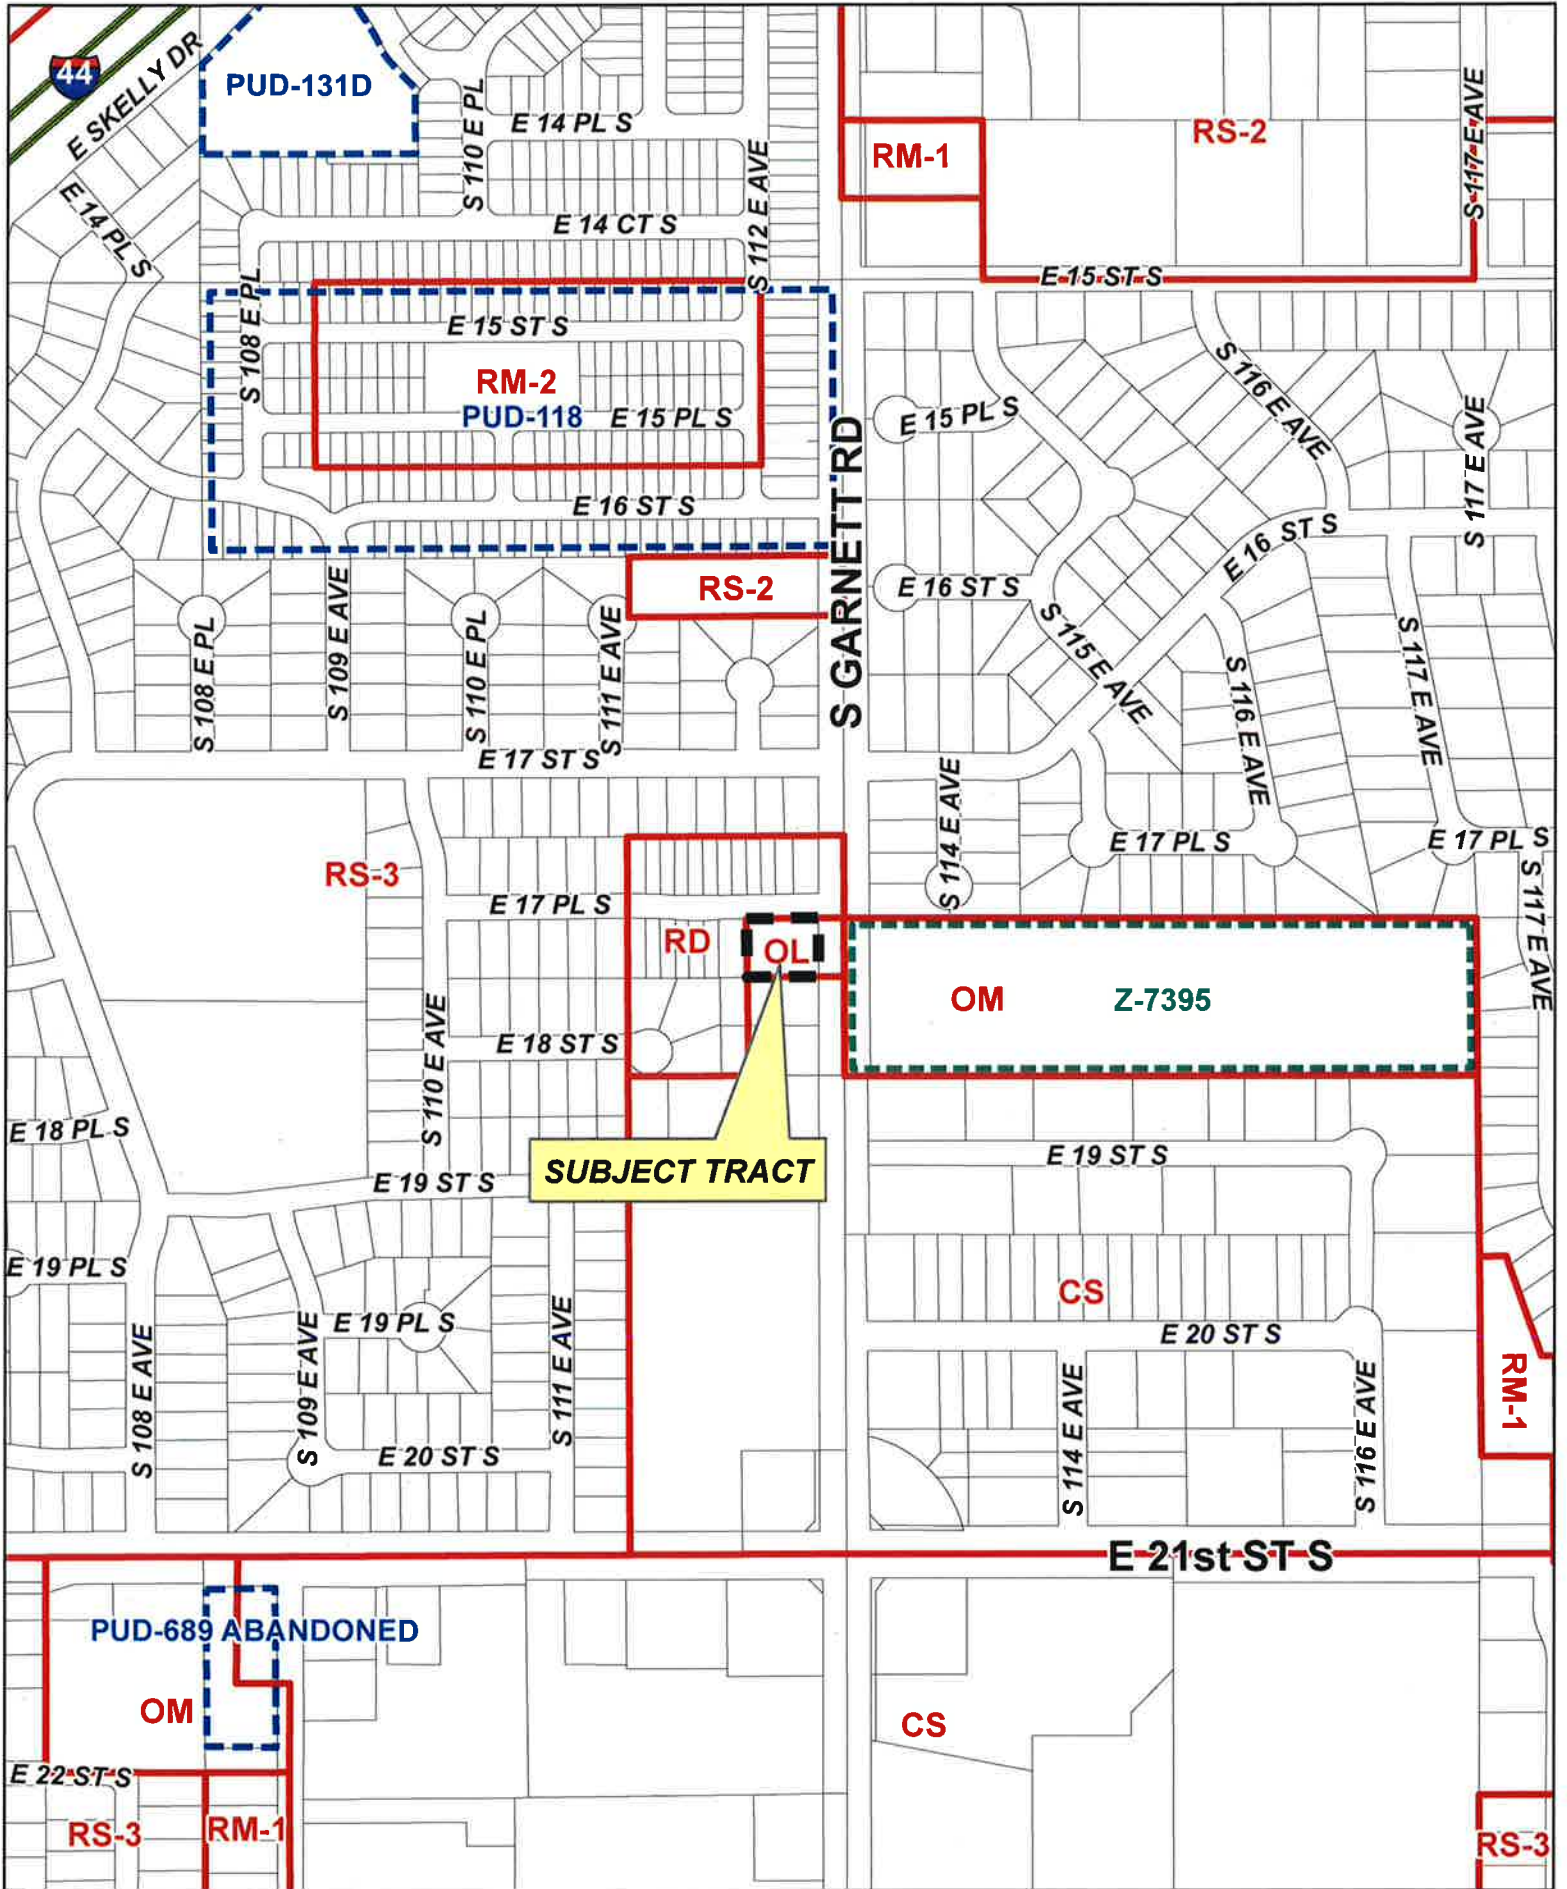 44
E SKELLY DR
PUD-131D
S 110 E PL
E 14 PL S
S 112 E AVE
RM-1
RS-2
S 117 E AVE
E 14 PL S
E 14 CT S
S 108 E PL
E 15 ST S
E 15 ST S
RM-2
PUD-118
E 15 PL S
E 15 PL S
S 116 E AVE
S 117 E AVE
S GARNETT RD
E 16 ST S
E 16 ST S
RS-2
E 16 ST S
S 108 E PL
S 109 E AVE
S 110 E PL
S 111 E AVE
S 115 E AVE
S 116 E AVE
S 117 E AVE
E 17 ST S
S 114 E AVE
E 17 PL S
E 17 PL S
RS-3
E 17 PL S
RD
OL
S 117 E AVE
OM
Z-7395
S 110 E AVE
E 18 ST S
E 18 PL S
SUBJECT TRACT
E 19 ST S
E 19 ST S
E 19 PL S
CS
E 19 PL S
E 20 ST S
S 108 E AVE
S 109 E AVE
S 111 E AVE
S 114 E AVE
S 116 E AVE
RM-1
E 20 ST S
E 21st ST S
PUD-689 ABANDONED
OM
CS
E 22 ST S
RS-3
RM-1
RS-3